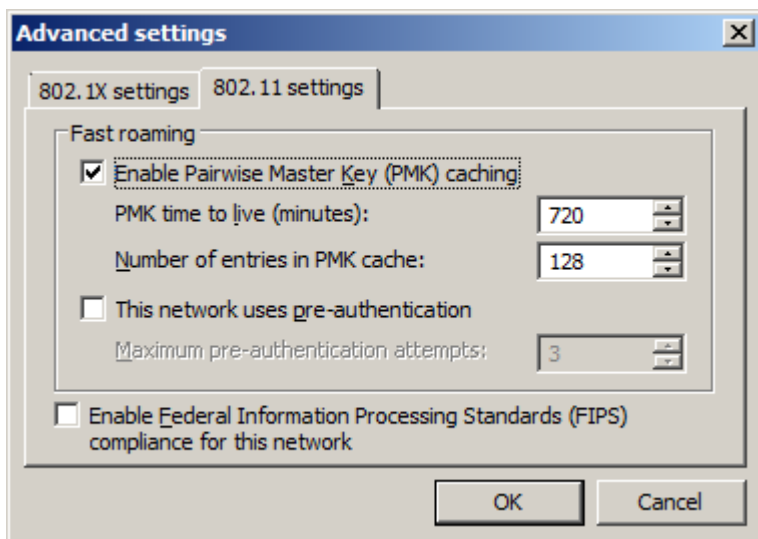 Advanced settings
802.1X settings 802.11 settings
Fast roaming
Enable Pairwise Master Key (PMK) caching
PMK time to live (minutes): 720
Number of entries in PMK cache: 128
This network uses pre-authentication
Maximum pre-authentication attempts: 3
Enable Federal Information Processing Standards (FIPS)
compliance for this network
OK Cancel